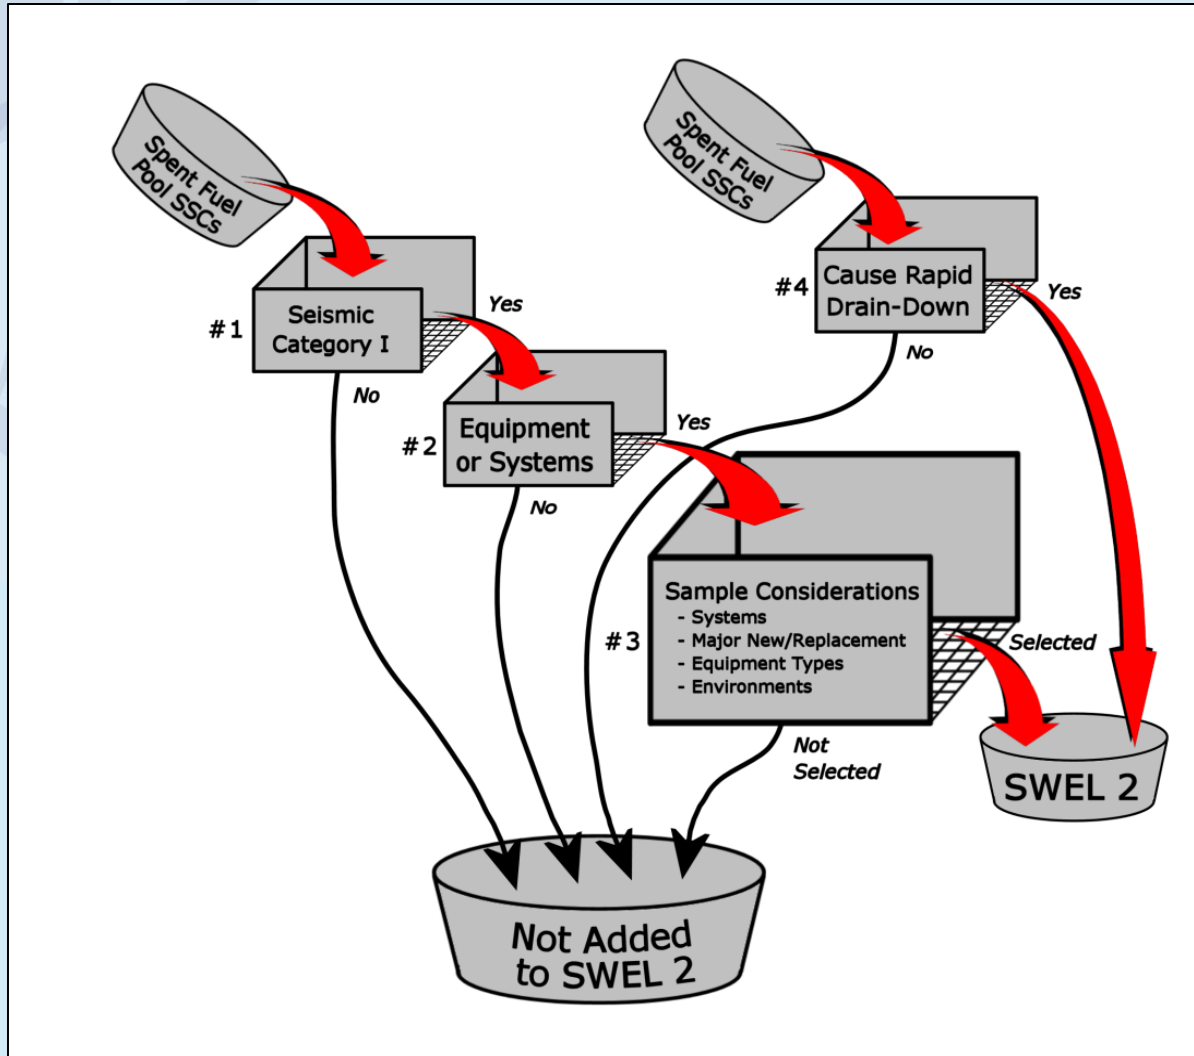 Spent Fuel
Pool SSCs
#1
Seismic
Category I
Yes
No
#2
Equipment
or Systems
Yes
No
Spent Fuel
Pool SSCs
#4
Cause Rapid
Drain-Down
Yes
No
#3
Sample Considerations
- Systems
- Major New/Replacement
- Equipment Types
- Environments
Selected
Not
Selected
SWEL 2
Not Added
to SWEL 2